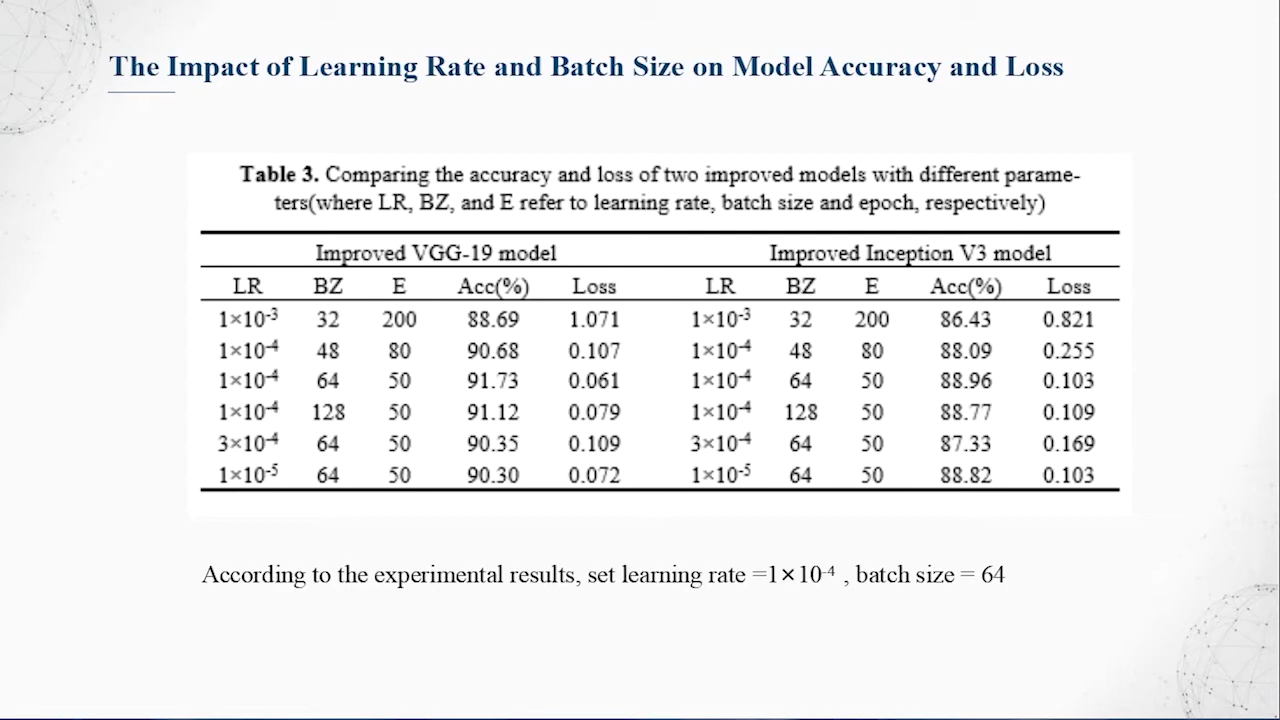 The Impact of Learning Rate and Batch Size on Model Accuracy and Loss
Table 3. Comparing the accuracy and loss of two improved models with different parame-
ters(where LR, BZ, and E refer to learning rate, batch size and epoch, respectively)
Improved VGG-19 model Improved Inception V3 model
LR BZ E Acc(%) Loss LR BZ E Acc(%) Loss
1×10⁻³ 32 200 88.69 1.071 1×10⁻³ 32 200 86.43 0.821
1×10⁻⁴ 48 80 90.68 0.107 1×10⁻⁴ 48 80 88.09 0.255
1×10⁻⁴ 64 50 91.73 0.061 1×10⁻⁴ 64 50 88.96 0.103
1×10⁻⁴ 128 50 91.12 0.079 1×10⁻⁴ 128 50 88.77 0.109
3×10⁻⁴ 64 50 90.35 0.109 3×10⁻⁴ 64 50 87.33 0.169
1×10⁻⁵ 64 50 90.30 0.072 1×10⁻⁵ 64 50 88.82 0.103
According to the experimental results, set learning rate =1×10⁻⁴ , batch size = 64